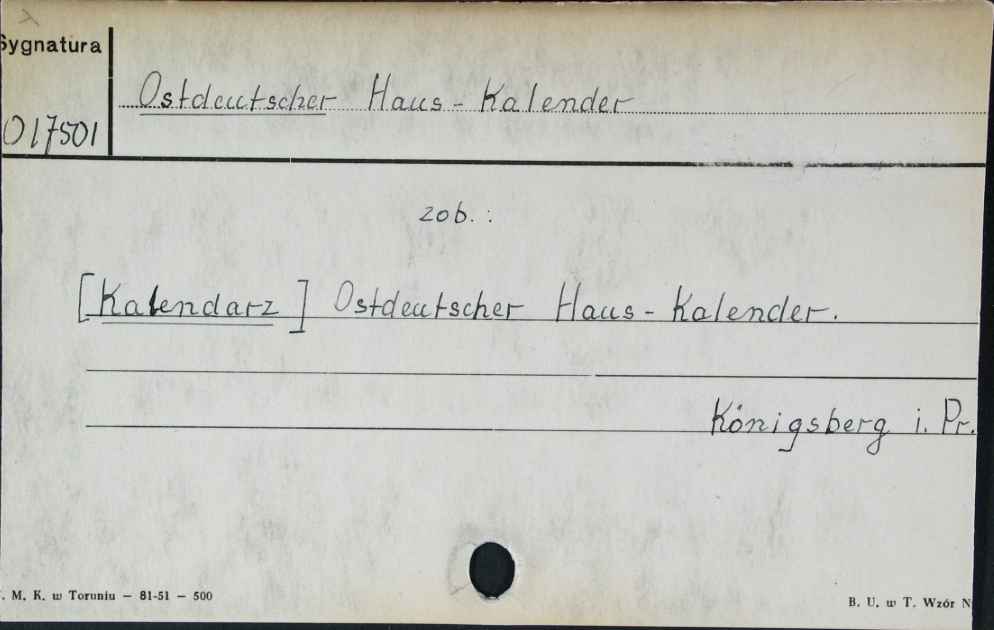 Sygnatura
Ostdeutscher Haus - Kalender
017501
zob. :
[Kalendarz] Ostdeutscher Haus - Kalender.
Königsberg i. Pr.
. M. K. w Toruniu – 81-51 – 500
B. U. w T. Wzór N